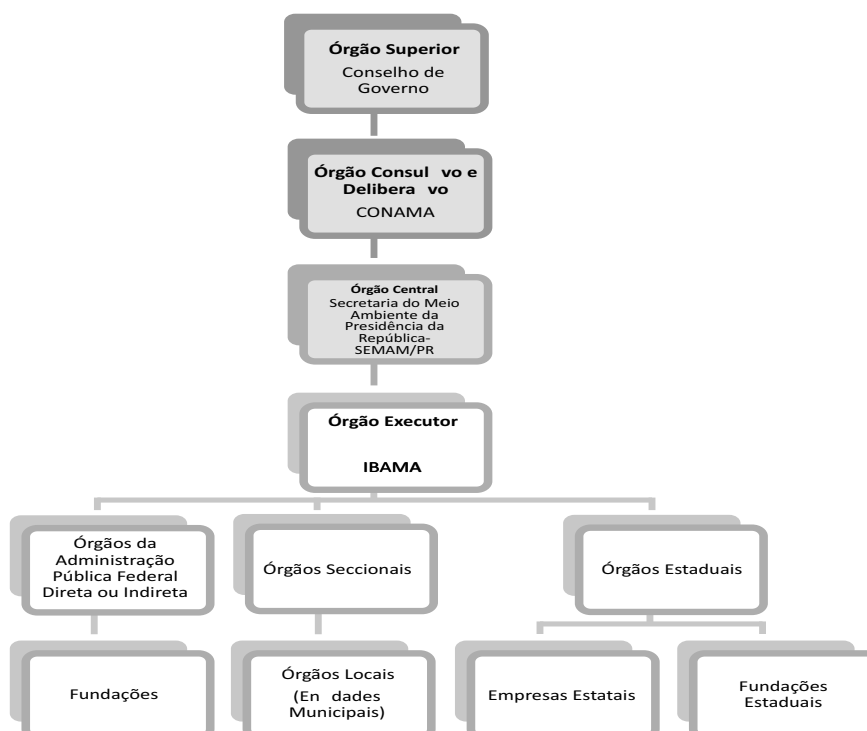 Órgão Superior
Conselho de
Governo
Órgão Consul vo e
Delibera vo
CONAMA
Órgão Central
Secretaria do Meio
Ambiente da
Presidência da
República-
SEMAM/PR
Órgão Executor
IBAMA
Órgãos da
Administração
Pública Federal
Direta ou Indireta
Órgãos Seccionais
Órgãos Estaduais
Fundações
Órgãos Locais
(En dades
Municipais)
Empresas Estatais
Fundações
Estaduais